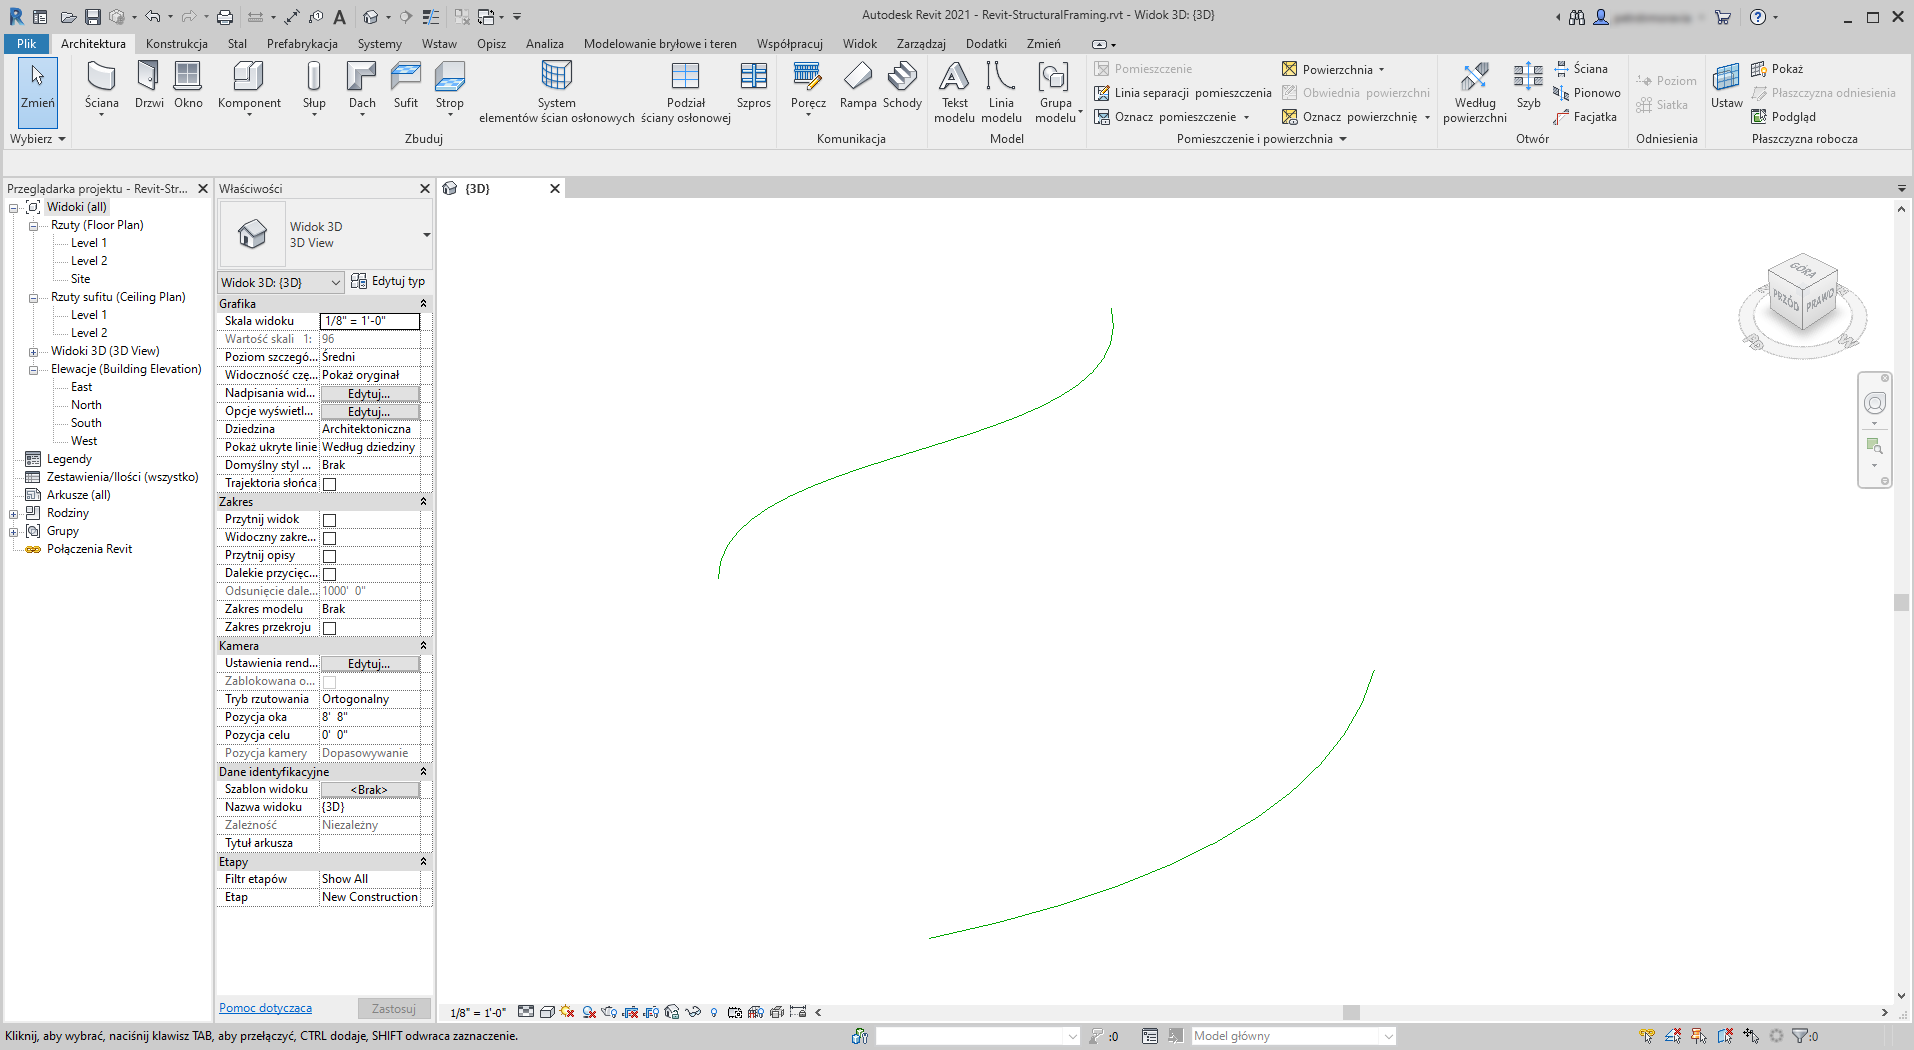 Autodesk Revit 2021 - Revit-StructuralFraming.rvt - Widok 3D: {3D}
Plik Architektura Konstrukcja Stal Prefabrykacja Systemy Wstaw Opisz Analiza Modelowanie bryłowe i teren Współpracuj Widok Zarządzaj Dodatki Zmień
Zmień
Wybierz
Ściana Drzwi Okno Komponent Słup Dach Sufit Strop
System
elementów ścian osłonowych
Podział
ściany osłonowej
Szpros
Zbuduj
Poręcz Rampa Schody
Komunikacja
Tekst
modelu
Linia
modelu
Grupa
modelu
Model
Pomieszczenie
Linia separacji pomieszczenia
Oznacz pomieszczenie
Powierzchnia
Obwiednia powierzchni
Oznacz powierzchnię
Pomieszczenie i powierzchnia
Według
powierzchni
Szyb
Ściana
Pionowo
Facjatka
Otwór
Poziom
Siatka
Odniesienia
Ustaw
Pokaż
Płaszczyzna odniesienia
Podgląd
Płaszczyzna robocza
Przeglądarka projektu - Revit-Str...
Widoki (all)
Rzuty (Floor Plan)
Level 1
Level 2
Site
Rzuty sufitu (Ceiling Plan)
Level 1
Level 2
Widoki 3D (3D View)
Elewacje (Building Elevation)
East
North
South
West
Legendy
Zestawienia/Ilości (wszystko)
Arkusze (all)
Rodziny
Grupy
Połączenia Revit
Właściwości
Widok 3D
3D View
Widok 3D: {3D} Edytuj typ
Grafika
Skala widoku 1/8" = 1'-0"
Wartość skali 1: 96
Poziom szczegó... Średni
Widoczność czę... Pokaż oryginał
Nadpisania wid... Edytuj...
Opcje wyświetl... Edytuj...
Dziedzina Architektoniczna
Pokaż ukryte linie Według dziedziny
Domyślny styl ... Brak
Trajektoria słońca
Zakres
Przytnij widok
Widoczny zakre...
Przytnij opisy
Dalekie przycięc...
Odsunięcie dale... 1000' 0"
Zakres modelu Brak
Zakres przekroju
Kamera
Ustawienia rend... Edytuj...
Zablokowana o...
Tryb rzutowania Ortogonalny
Pozycja oka 8' 8"
Pozycja celu 0' 0"
Pozycja kamery Dopasowywanie
Dane identyfikacyjne
Szablon widoku <Brak>
Nazwa widoku {3D}
Zależność Niezależny
Tytuł arkusza
Etapy
Filtr etapów Show All
Etap New Construction
Pomoc dotycząca Zastosuj
{3D}
GÓRA
PRZÓD PRAWO
PD W
1/8" = 1'-0"
Kliknij, aby wybrać, naciśnij klawisz TAB, aby przełączyć, CTRL dodaje, SHIFT odwraca zaznaczenie.
:0
Model główny
:0